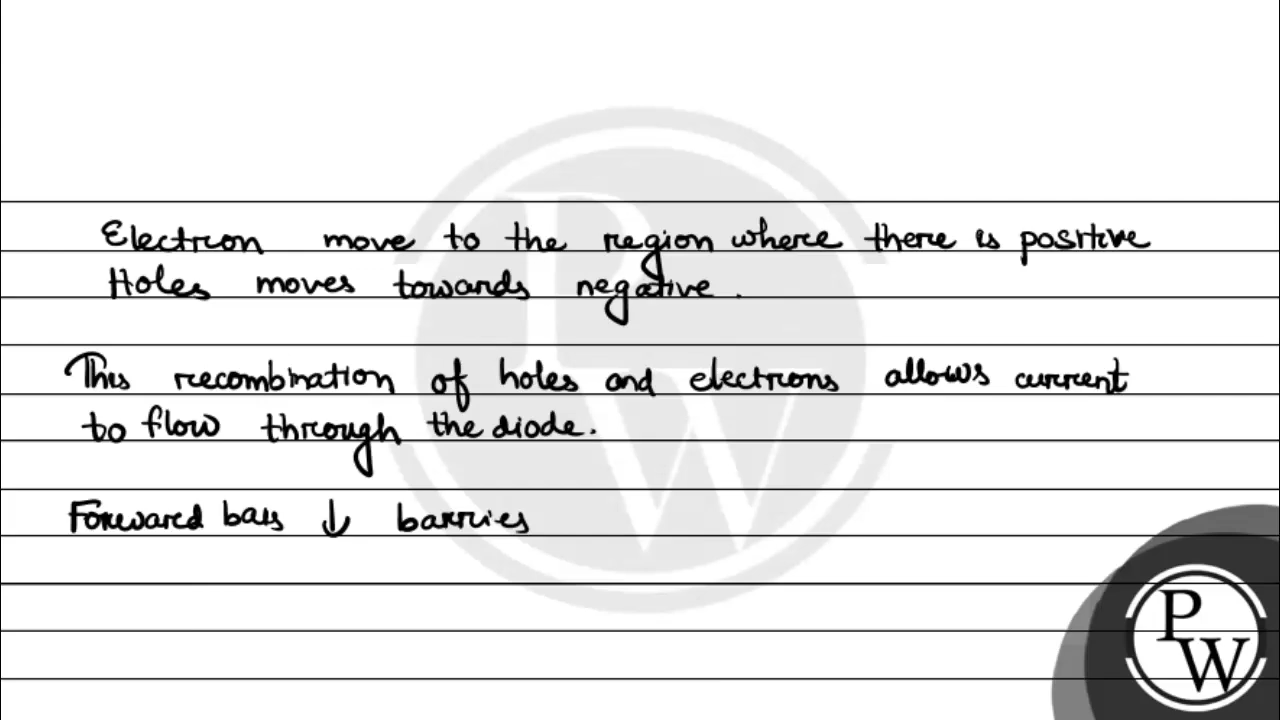 Electron move to the region where there is positive
Holes moves towards negative.
This recombination of holes and electrons allows current
to flow through the diode.
Forward bais ↓ barries
PW
PW